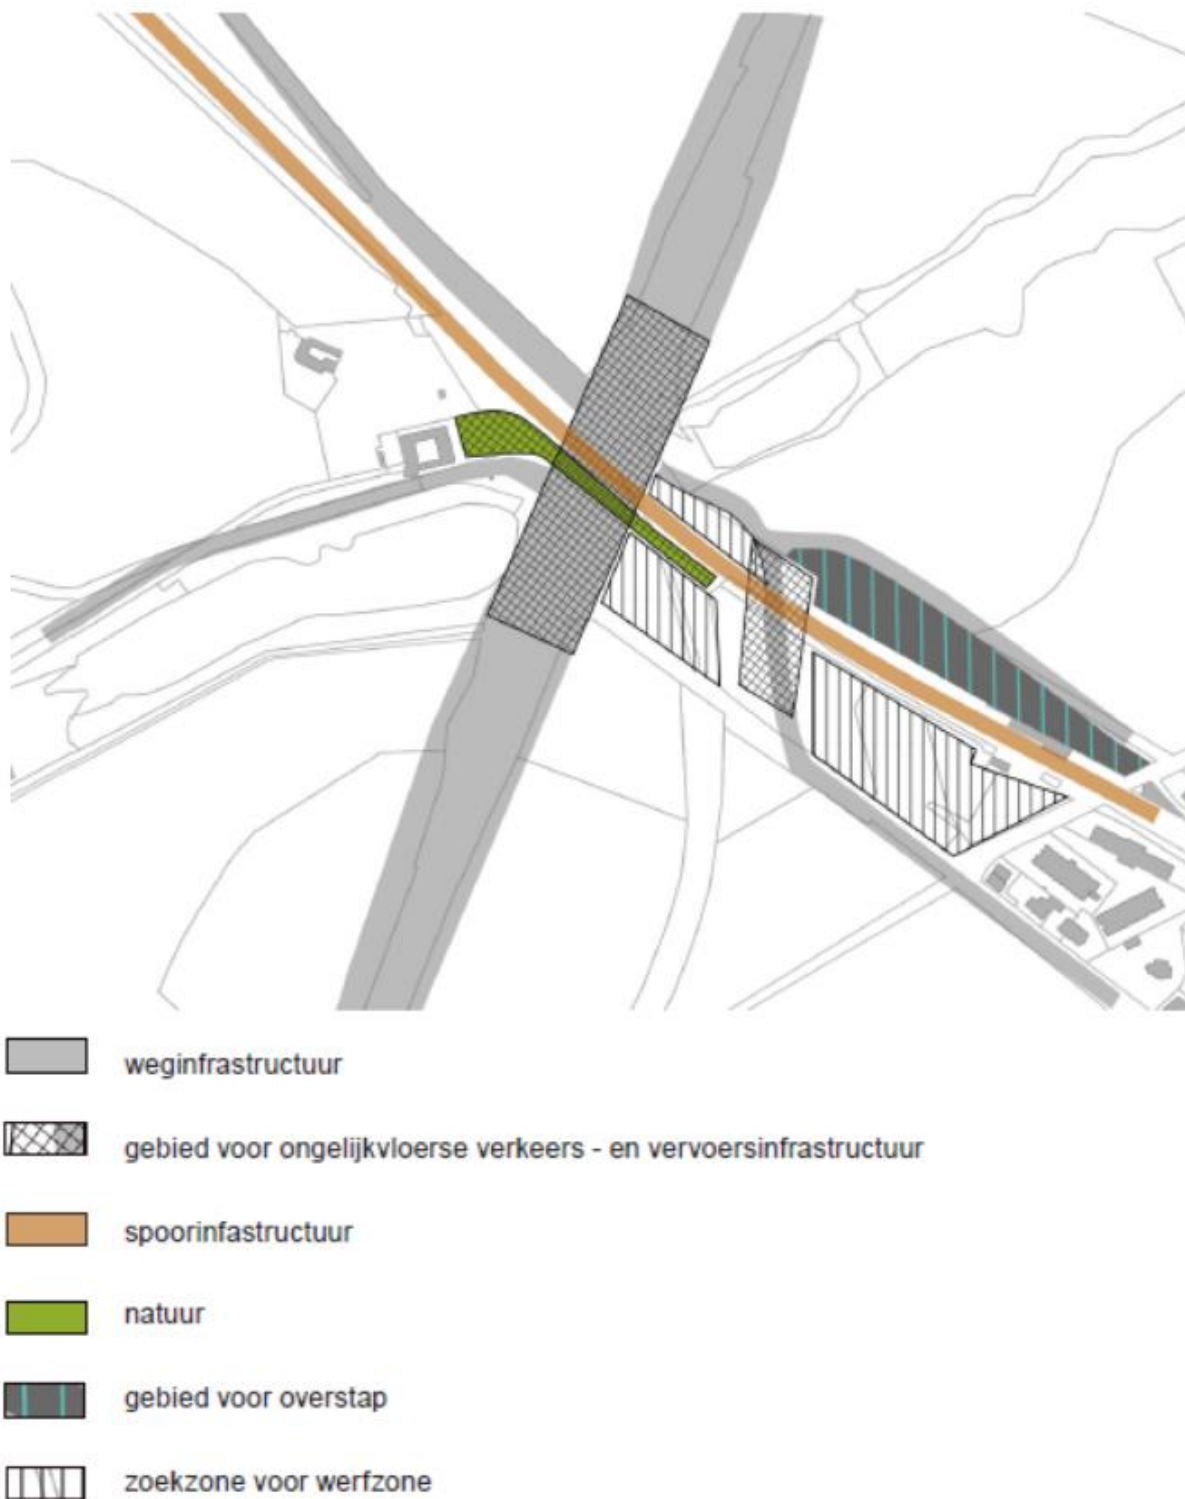 weginfrastructuur
gebied voor ongelijkvloerse verkeers - en vervoersinfrastructuur
spoorinfastructuur
natuur
gebied voor overstap
zoekzone voor werfzone